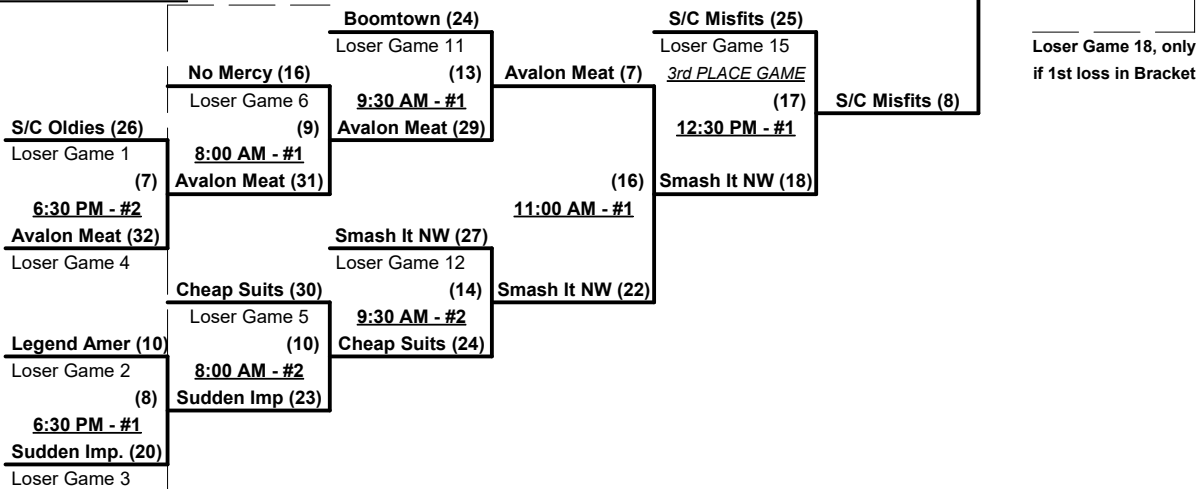 Boomtown (24)
S/C Misfits (25)
Loser Game 11
Loser Game 15
Loser Game 18, only
if 1st loss in Bracket
No Mercy (16)
(13)
Avalon Meat (7)
3rd PLACE GAME
Loser Game 6
9:30 AM - #1
(17)
S/C Misfits (8)
S/C Oldies (26)
(9)
Avalon Meat (29)
12:30 PM - #1
Loser Game 1
8:00 AM - #1
(7)
Avalon Meat (31)
(16)
Smash It NW (18)
6:30 PM - #2
11:00 AM - #1
Avalon Meat (32)
Smash It NW (27)
Loser Game 4
Loser Game 12
Cheap Suits (30)
(14)
Smash It NW (22)
Loser Game 5
9:30 AM - #2
Legend Amer (10)
(10)
Cheap Suits (24)
Loser Game 2
8:00 AM - #2
(8)
Sudden Imp (23)
6:30 PM - #1
Sudden Imp. (20)
Loser Game 3